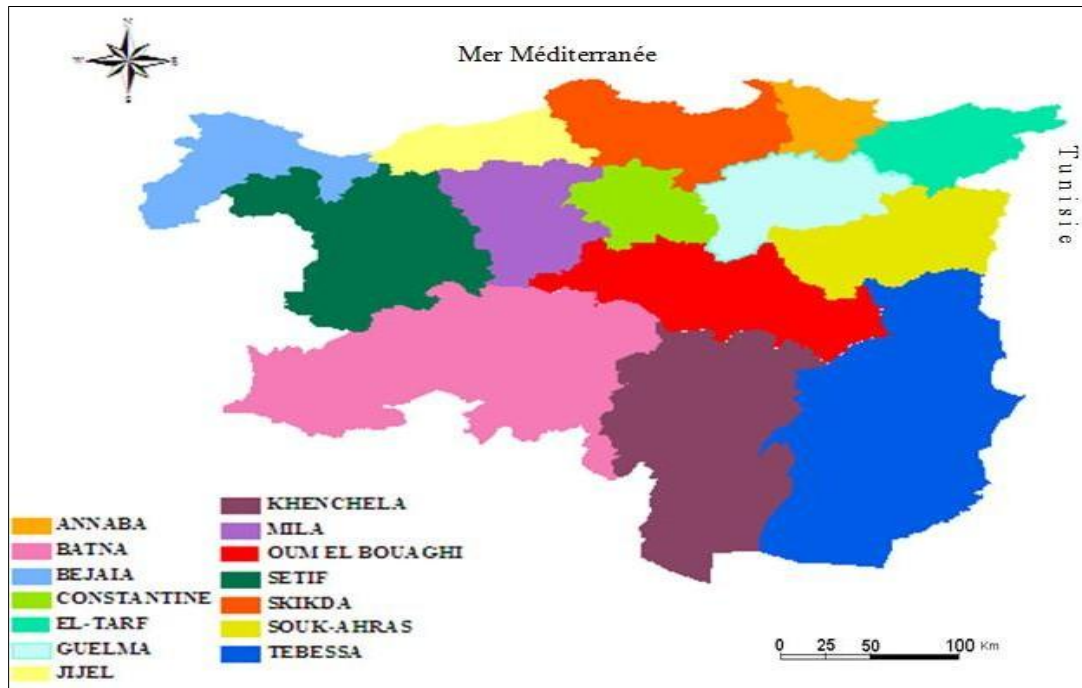 Mer Méditerranée
Tunisie
ANNABA
BATNA
BEJAIA
CONSTANTINE
EL-TARF
GUELMA
JIJEL
KHENCHELA
MILA
OUM EL BOUAGHI
SETIF
SKIKDA
SOUK-AHRAS
TEBESSA
0 25 50 100 Km